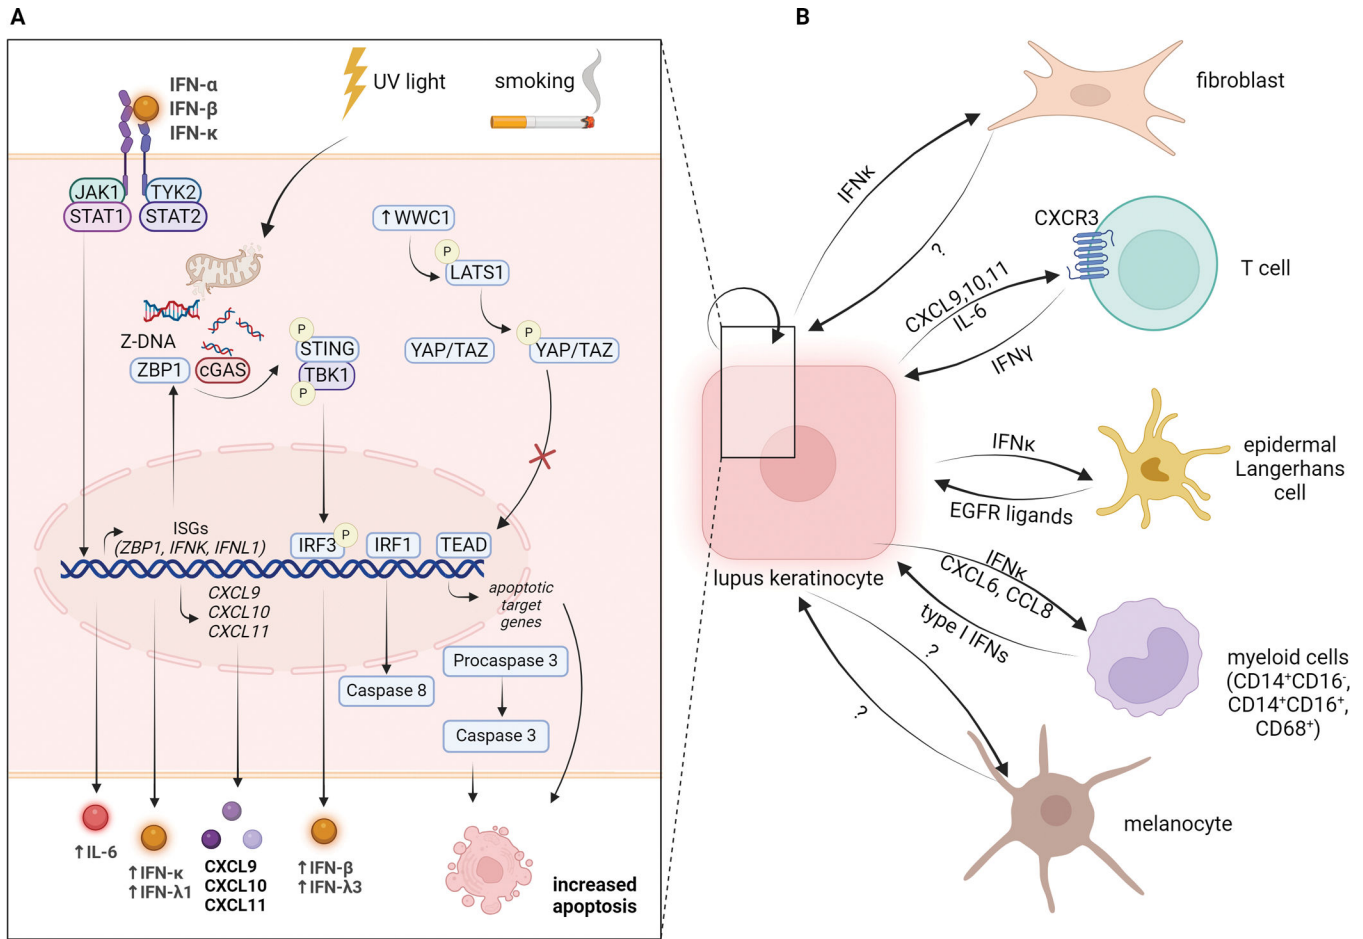 A
IFN-α
IFN-β
IFN-κ
UV light
smoking
JAK1
TYK2
STAT1
STAT2
↑WWC1
P
LATS1
Z-DNA
ZBP1
cGAS
P
STING
TBK1
P
YAP/TAZ
P
YAP/TAZ
ISGs
(ZBP1, IFNK, IFNL1)
IRF3
P
IRF1
TEAD
CXCL9
CXCL10
CXCL11
apoptotic
target
genes
Procaspase 3
Caspase 8
Caspase 3
↑IL-6
↑IFN-κ
↑IFN-λ1
CXCL9
CXCL10
CXCL11
↑IFN-β
↑IFN-λ3
increased
apoptosis
B
fibroblast
IFNκ
?
CXCR3
T cell
CXCL9,10,11
IL-6
IFNγ
IFNκ
EGFR ligands
epidermal
Langerhans
cell
lupus keratinocyte
IFNκ
CXCL6, CCL8
type I IFNs
myeloid cells
(CD14⁺CD16⁻,
CD14⁺CD16⁺,
CD68⁺)
?
?
melanocyte